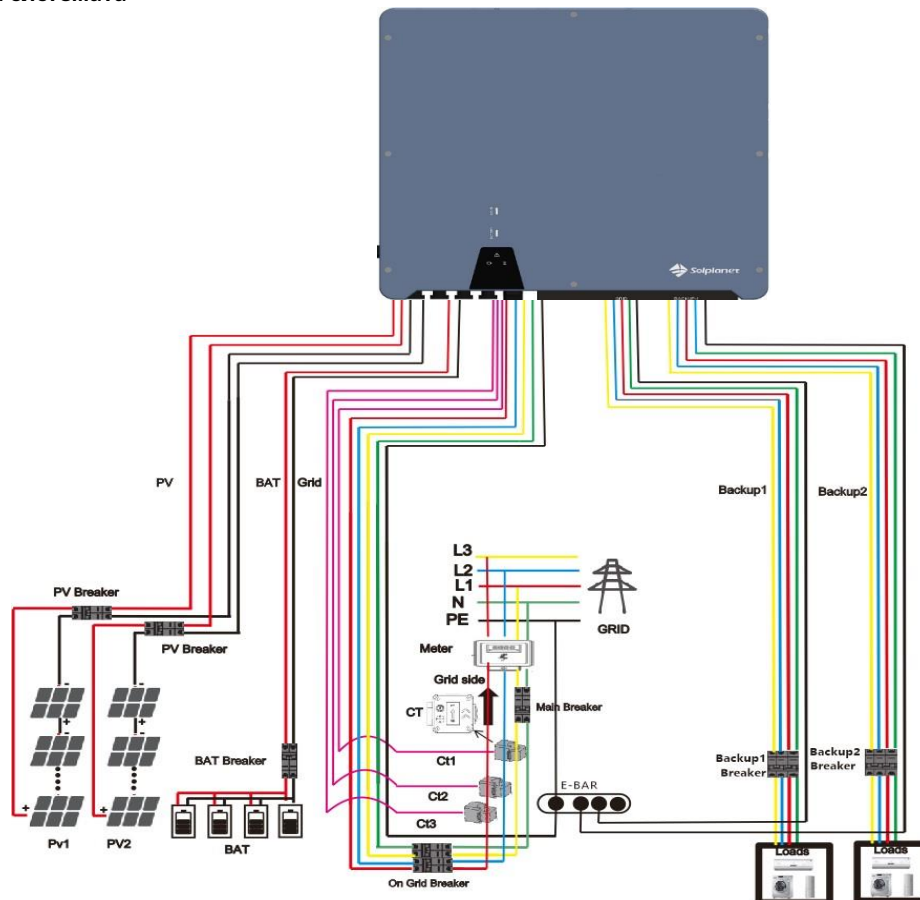 Solplanet
GRID
BACKUP1
PV
BAT
Grid
Backup1
Backup2
L3
L2
L1
N
PE
GRID
PV Breaker
PV Breaker
Meter
Grid side
CT
Main Breaker
Ct1
Ct2
Ct3
BAT Breaker
E-BAR
Backup1
Breaker
Backup2
Breaker
- -
+ +
- -
+ +
Pv1
PV2
BAT
On Grid Breaker
Loads
Loads